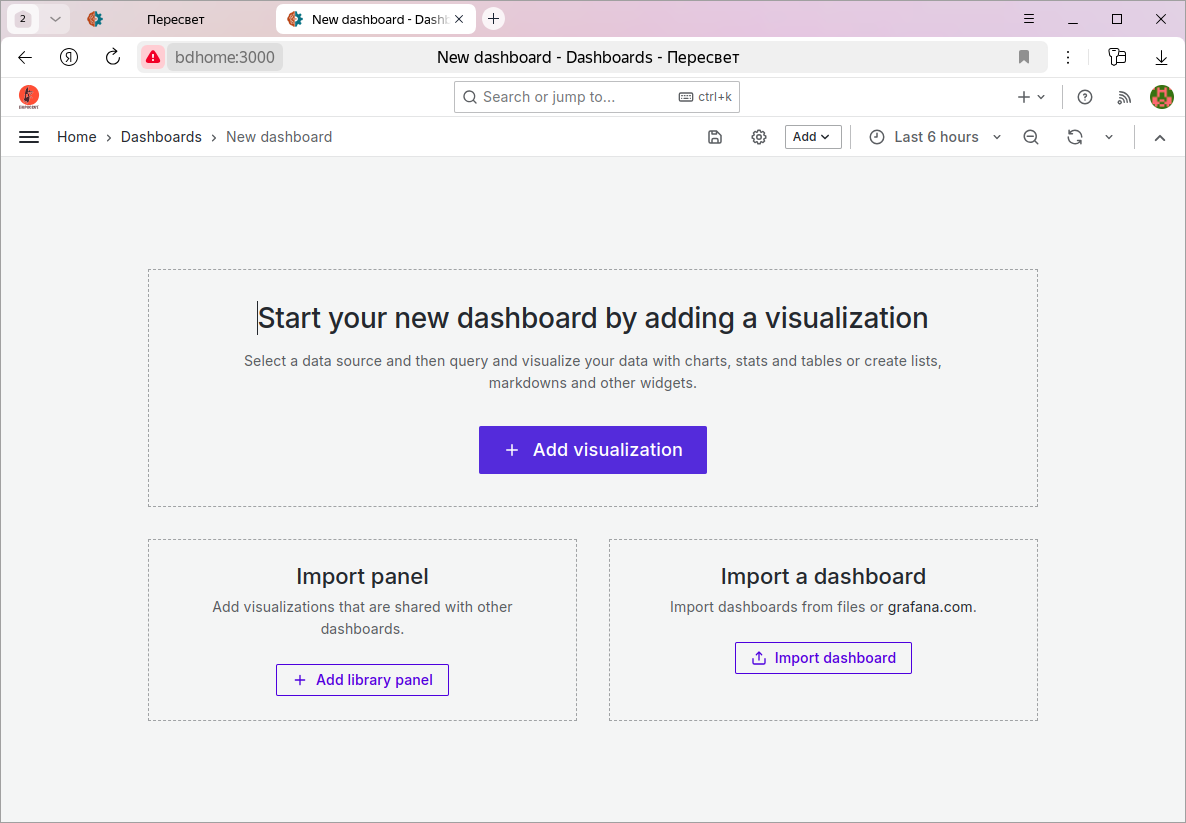 2
Пересвет
New dashboard - Dashb
Я
bdhome:3000
New dashboard - Dashboards - Пересвет
Search or jump to...
ctrl+k
Home › Dashboards › New dashboard
Add
Last 6 hours
Start your new dashboard by adding a visualization
Select a data source and then query and visualize your data with charts, stats and tables or create lists,
markdowns and other widgets.
+ Add visualization
Import panel
Add visualizations that are shared with other
dashboards.
+ Add library panel
Import a dashboard
Import dashboards from files or grafana.com.
Import dashboard